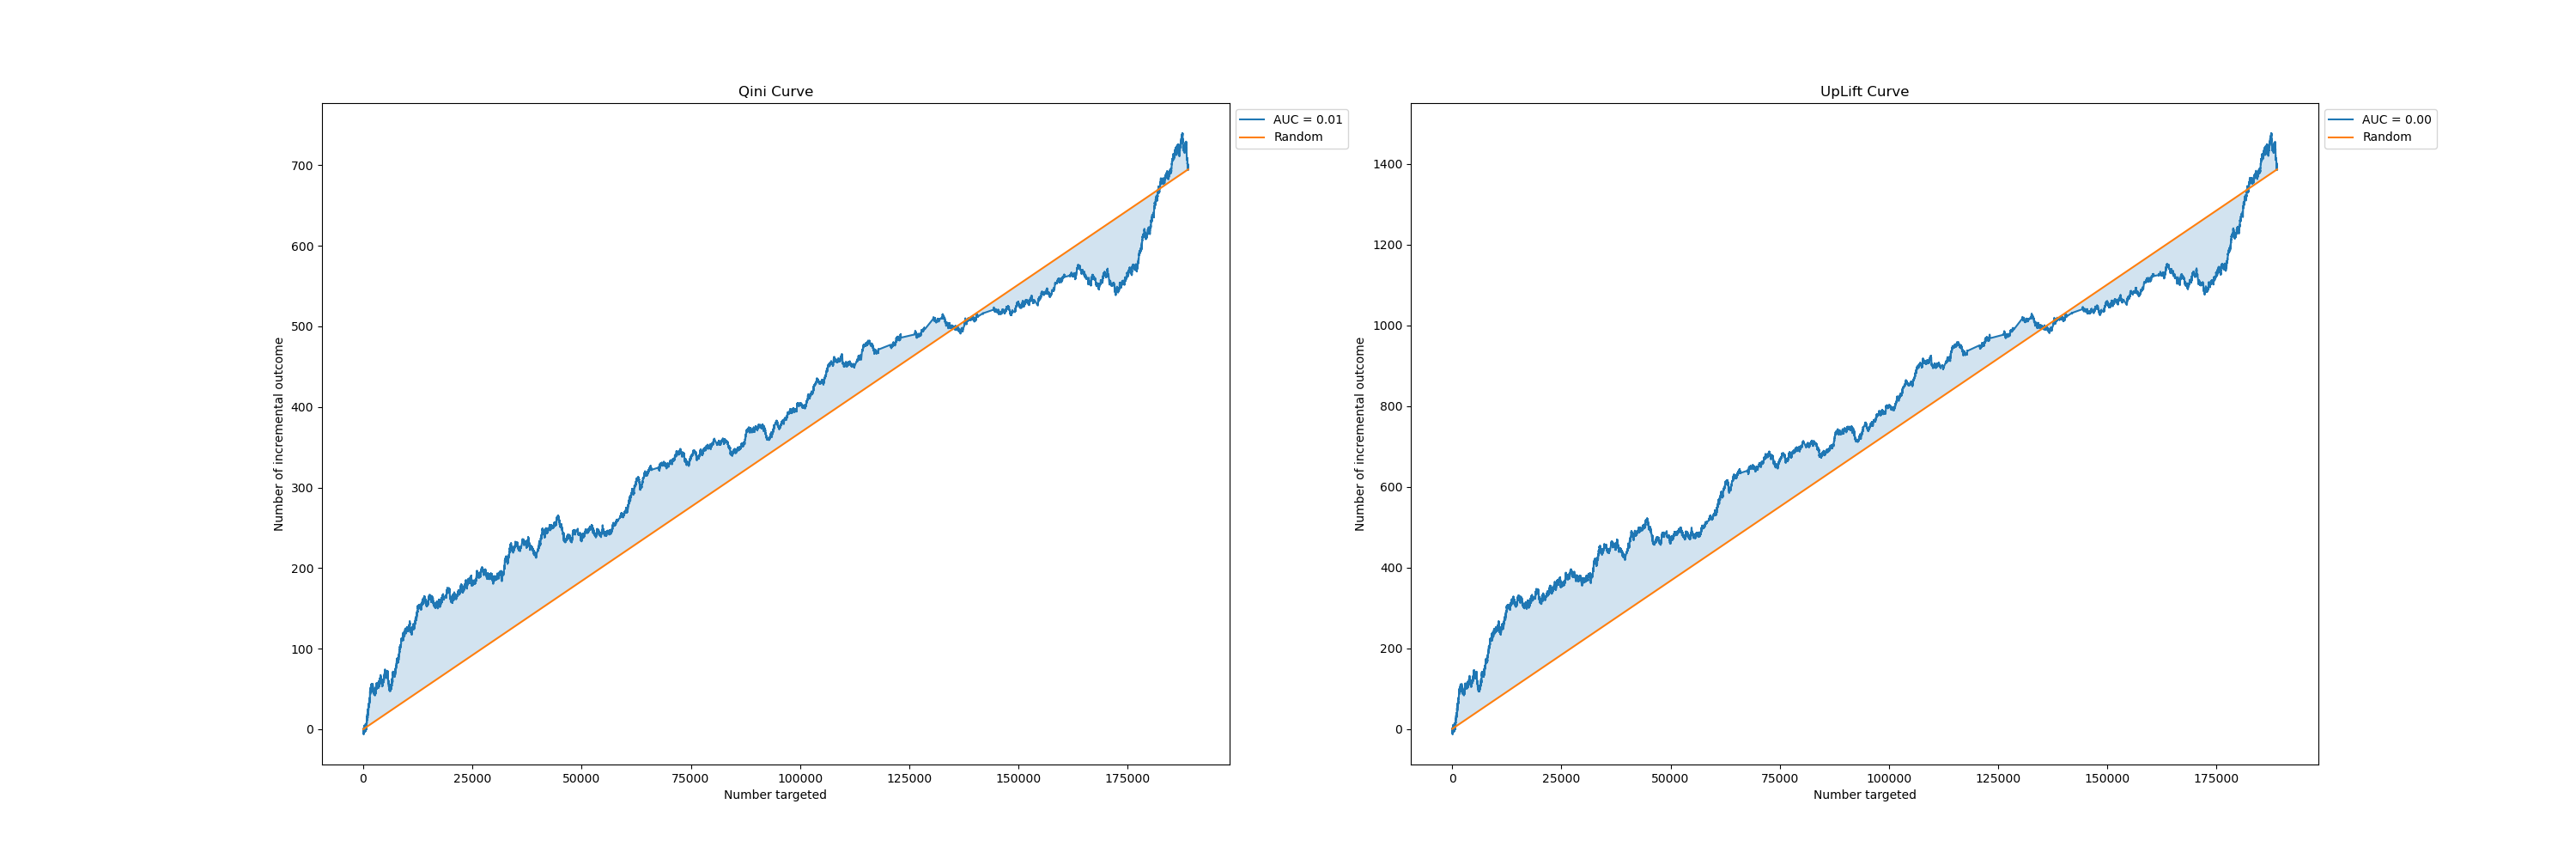 Qini Curve
AUC = 0.01
Random
700
600
500
400
300
200
100
0
Number of incremental outcome
0 25000 50000 75000 100000 125000 150000 175000
Number targeted
UpLift Curve
AUC = 0.00
Random
1400
1200
1000
800
600
400
200
0
Number of incremental outcome
0 25000 50000 75000 100000 125000 150000 175000
Number targeted